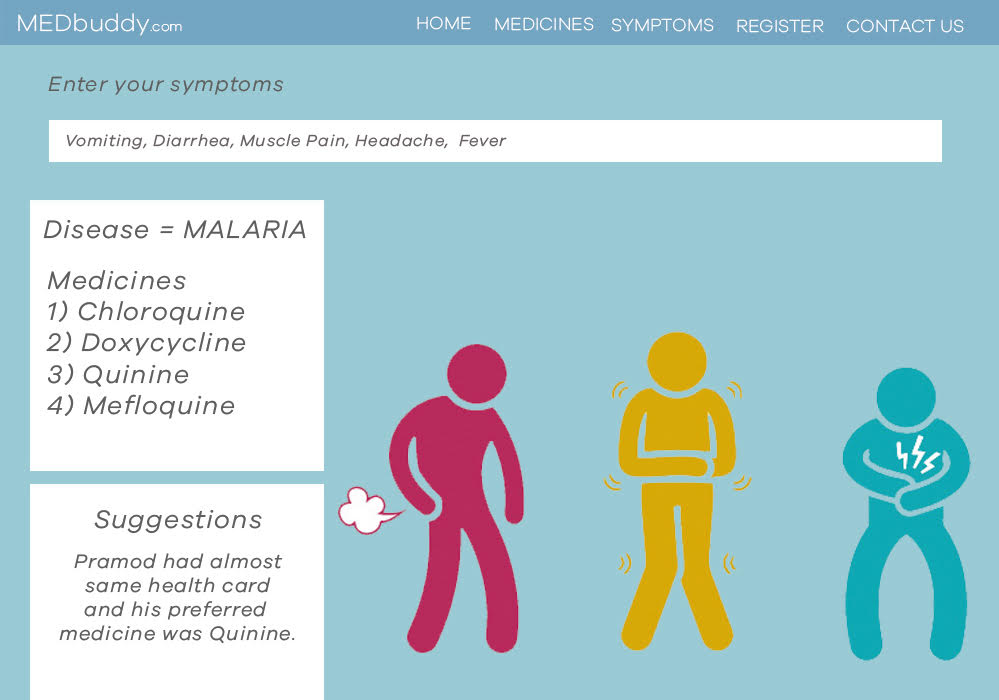 MEDbuddy.com
HOME MEDICINES SYMPTOMS REGISTER CONTACT US
Enter your symptoms
Vomiting, Diarrhea, Muscle Pain, Headache, Fever
Disease = MALARIA
Medicines
1) Chloroquine
2) Doxycycline
3) Quinine
4) Mefloquine
Suggestions
Pramod had almost
same health card
and his preferred
medicine was Quinine.